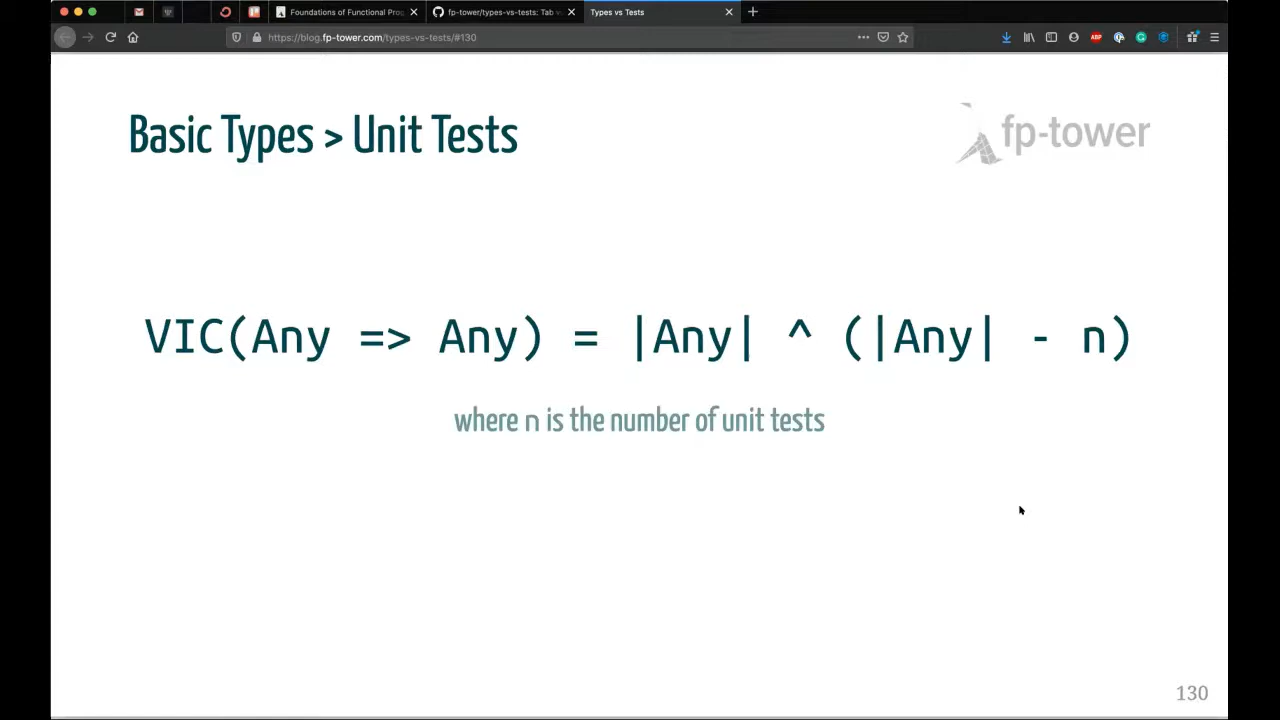 Foundations of Functional Prog
fp-tower/types-vs-tests: Tab v
Types vs Tests
https://blog.fp-tower.com/types-vs-tests/#130
ABP
Basic Types > Unit Tests
fp-tower
VIC(Any => Any) = |Any| ^ (|Any| - n)
where n is the number of unit tests
130